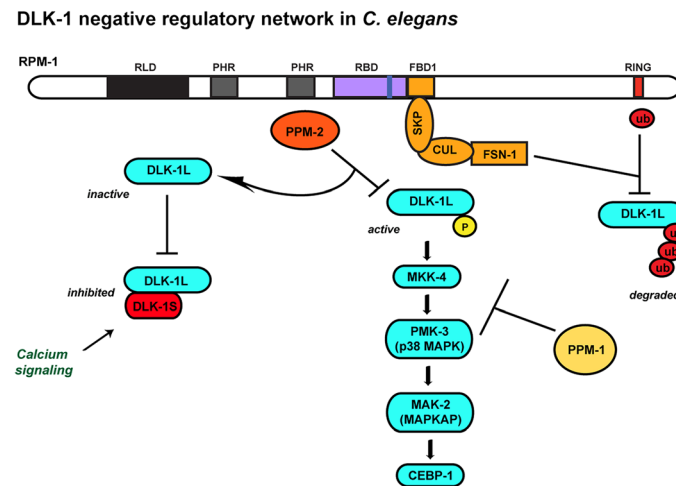 DLK-1 negative regulatory network in C. elegans
RPM-1
RLD
PHR
PHR
RBD
FBD1
RING
SKP
CUL
FSN-1
ub
PPM-2
DLK-1L
inactive
DLK-1L
active
P
DLK-1L
ub
ub
degraded
MKK-4
DLK-1L
inhibited
DLK-1S
Calcium
signaling
PMK-3
(p38 MAPK)
PPM-1
MAK-2
(MAPKAP)
CEBP-1